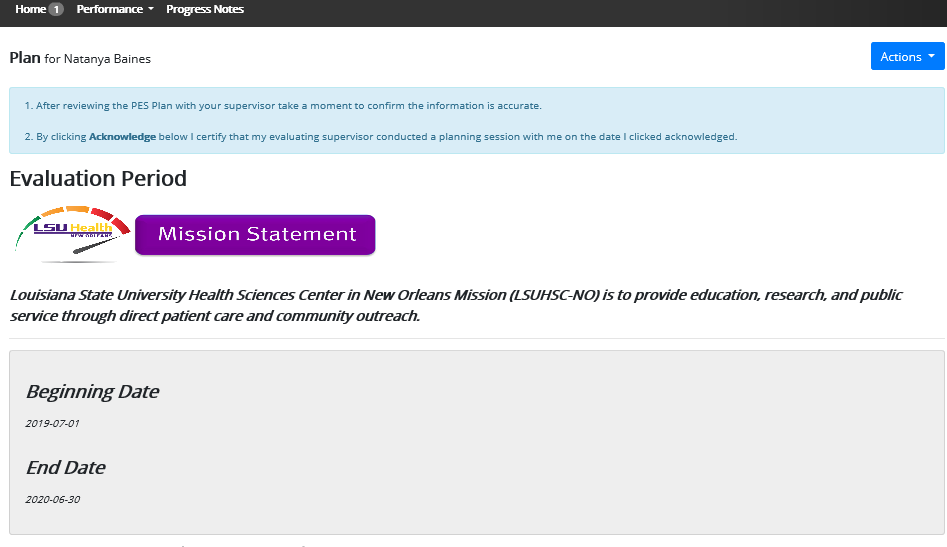 Home 1 Performance Progress Notes
Plan for Natanya Baines
Actions
1. After reviewing the PES Plan with your supervisor take a moment to confirm the information is accurate.
2. By clicking Acknowledge below I certify that my evaluating supervisor conducted a planning session with me on the date I clicked acknowledged.
Evaluation Period
LSU Health
NEW ORLEANS
Mission Statement
Louisiana State University Health Sciences Center in New Orleans Mission (LSUHSC-NO) is to provide education, research, and public
service through direct patient care and community outreach.
Beginning Date
2019-07-01
End Date
2020-06-30